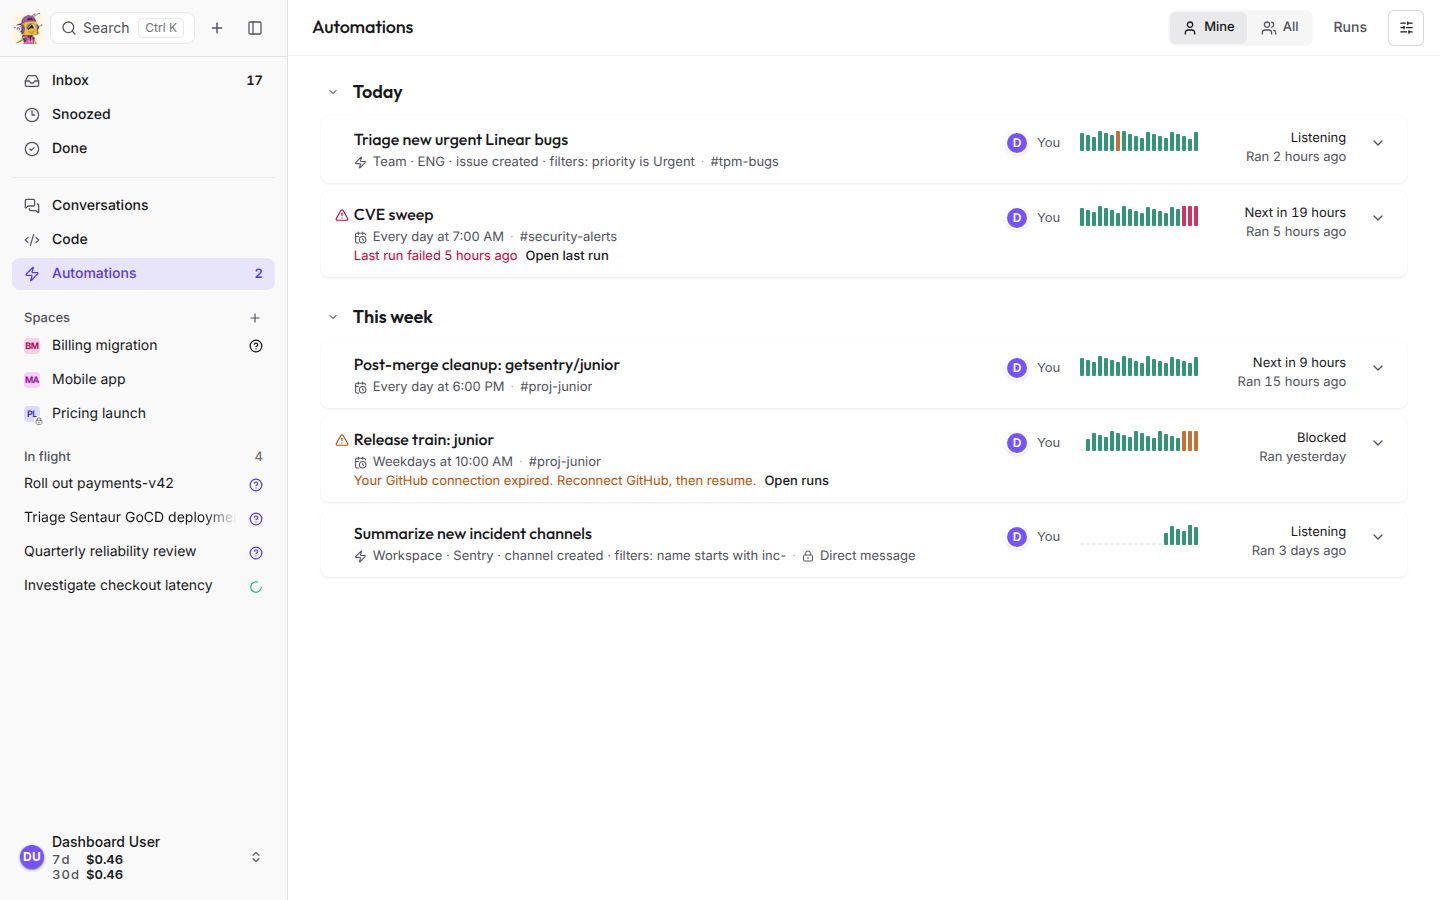 Search Ctrl K
Inbox 17
Snoozed
Done
Conversations
Code
Automations 2
Spaces
BM Billing migration
MA Mobile app
PL Pricing launch
In flight 4
Roll out payments-v42
Triage Sentaur GoCD deployme
Quarterly reliability review
Investigate checkout latency
DU Dashboard User
7d $0.46
30d $0.46
Automations
Mine All Runs
Today
Triage new urgent Linear bugs
Team · ENG · issue created · filters: priority is Urgent · #tpm-bugs
D You
Listening
Ran 2 hours ago
CVE sweep
Every day at 7:00 AM · #security-alerts
Last run failed 5 hours ago Open last run
D You
Next in 19 hours
Ran 5 hours ago
This week
Post-merge cleanup: getsentry/junior
Every day at 6:00 PM · #proj-junior
D You
Next in 9 hours
Ran 15 hours ago
Release train: junior
Weekdays at 10:00 AM · #proj-junior
Your GitHub connection expired. Reconnect GitHub, then resume. Open runs
D You
Blocked
Ran yesterday
Summarize new incident channels
Workspace · Sentry · channel created · filters: name starts with inc- · Direct message
D You
Listening
Ran 3 days ago